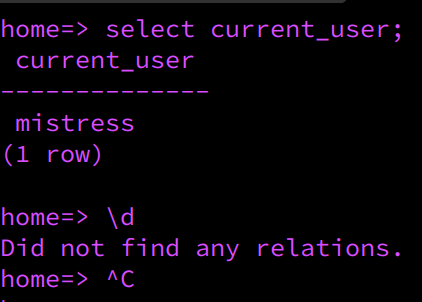 home=> select current_user;
 current_user
--------------
 mistress
(1 row)

home=> \d
Did not find any relations.
home=> ^C